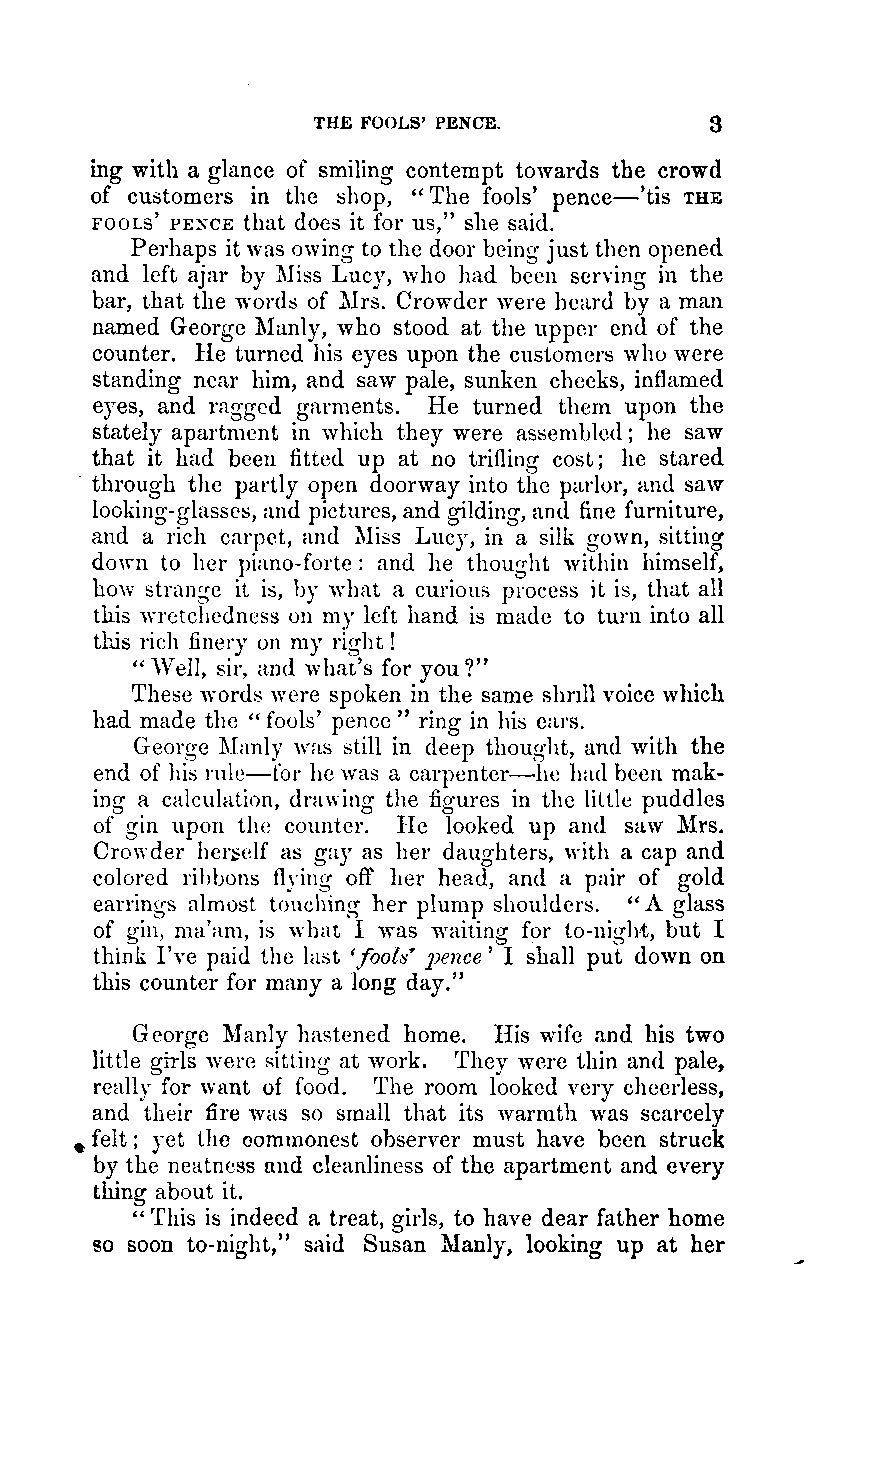 THE FOOLS' PENCE. 3
ing with a glance of smiling contempt towards the crowd
of customers in the shop, "The fools' pence—'tis THE
FOOLS' PENCE that does it for us," she said.
Perhaps it was owing to the door being just then opened
and left ajar by Miss Lucy, who had been serving in the
bar, that the words of Mrs. Crowder were heard by a man
named George Manly, who stood at the upper end of the
counter. He turned his eyes upon the customers who were
standing near him, and saw pale, sunken cheeks, inflamed
eyes, and ragged garments. He turned them upon the
stately apartment in which they were assembled; he saw
that it had been fitted up at no trifling cost; he stared
through the partly open doorway into the parlor, and saw
looking-glasses, and pictures, and gilding, and fine furniture,
and a rich carpet, and Miss Lucy, in a silk gown, sitting
down to her piano-forte: and he thought within himself,
how strange it is, by what a curious process it is, that all
this wretchedness on my left hand is made to turn into all
this rich finery on my right!
"Well, sir, and what's for you?"
These words were spoken in the same shrill voice which
had made the "fools' pence" ring in his ears.
George Manly was still in deep thought, and with the
end of his rule—for he was a carpenter—he had been mak-
ing a calculation, drawing the figures in the little puddles
of gin upon the counter. He looked up and saw Mrs.
Crowder herself as gay as her daughters, with a cap and
colored ribbons flying off her head, and a pair of gold
earrings almost touching her plump shoulders. "A glass
of gin, ma'am, is what I was waiting for to-night, but I
think I've paid the last 'fools' pence' I shall put down on
this counter for many a long day."
George Manly hastened home. His wife and his two
little girls were sitting at work. They were thin and pale,
really for want of food. The room looked very cheerless,
and their fire was so small that its warmth was scarcely
felt; yet the commonest observer must have been struck
by the neatness and cleanliness of the apartment and every
thing about it.
"This is indeed a treat, girls, to have dear father home
so soon to-night," said Susan Manly, looking up at her